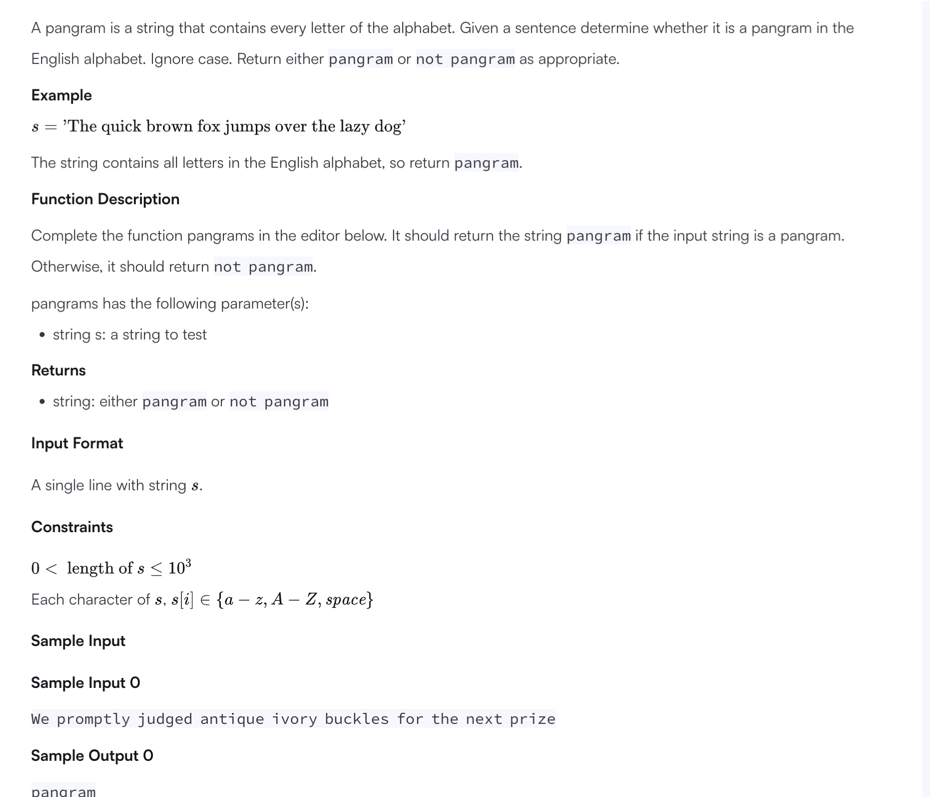 A pangram is a string that contains every letter of the alphabet. Given a sentence determine whether it is a pangram in the
English alphabet. Ignore case. Return either pangram or not pangram as appropriate.
Example
s = 'The quick brown fox jumps over the lazy dog'
The string contains all letters in the English alphabet, so return pangram.
Function Description
Complete the function pangrams in the editor below. It should return the string pangram if the input string is a pangram.
Otherwise, it should return not pangram.
pangrams has the following parameter(s):
• string s: a string to test
Returns
• string: either pangram or not pangram
Input Format
A single line with string s.
Constraints
0 < length of s ≤ 10³
Each character of s, s[i] ∈ {a − z, A − Z, space}
Sample Input
Sample Input 0
We promptly judged antique ivory buckles for the next prize
Sample Output 0
pangram